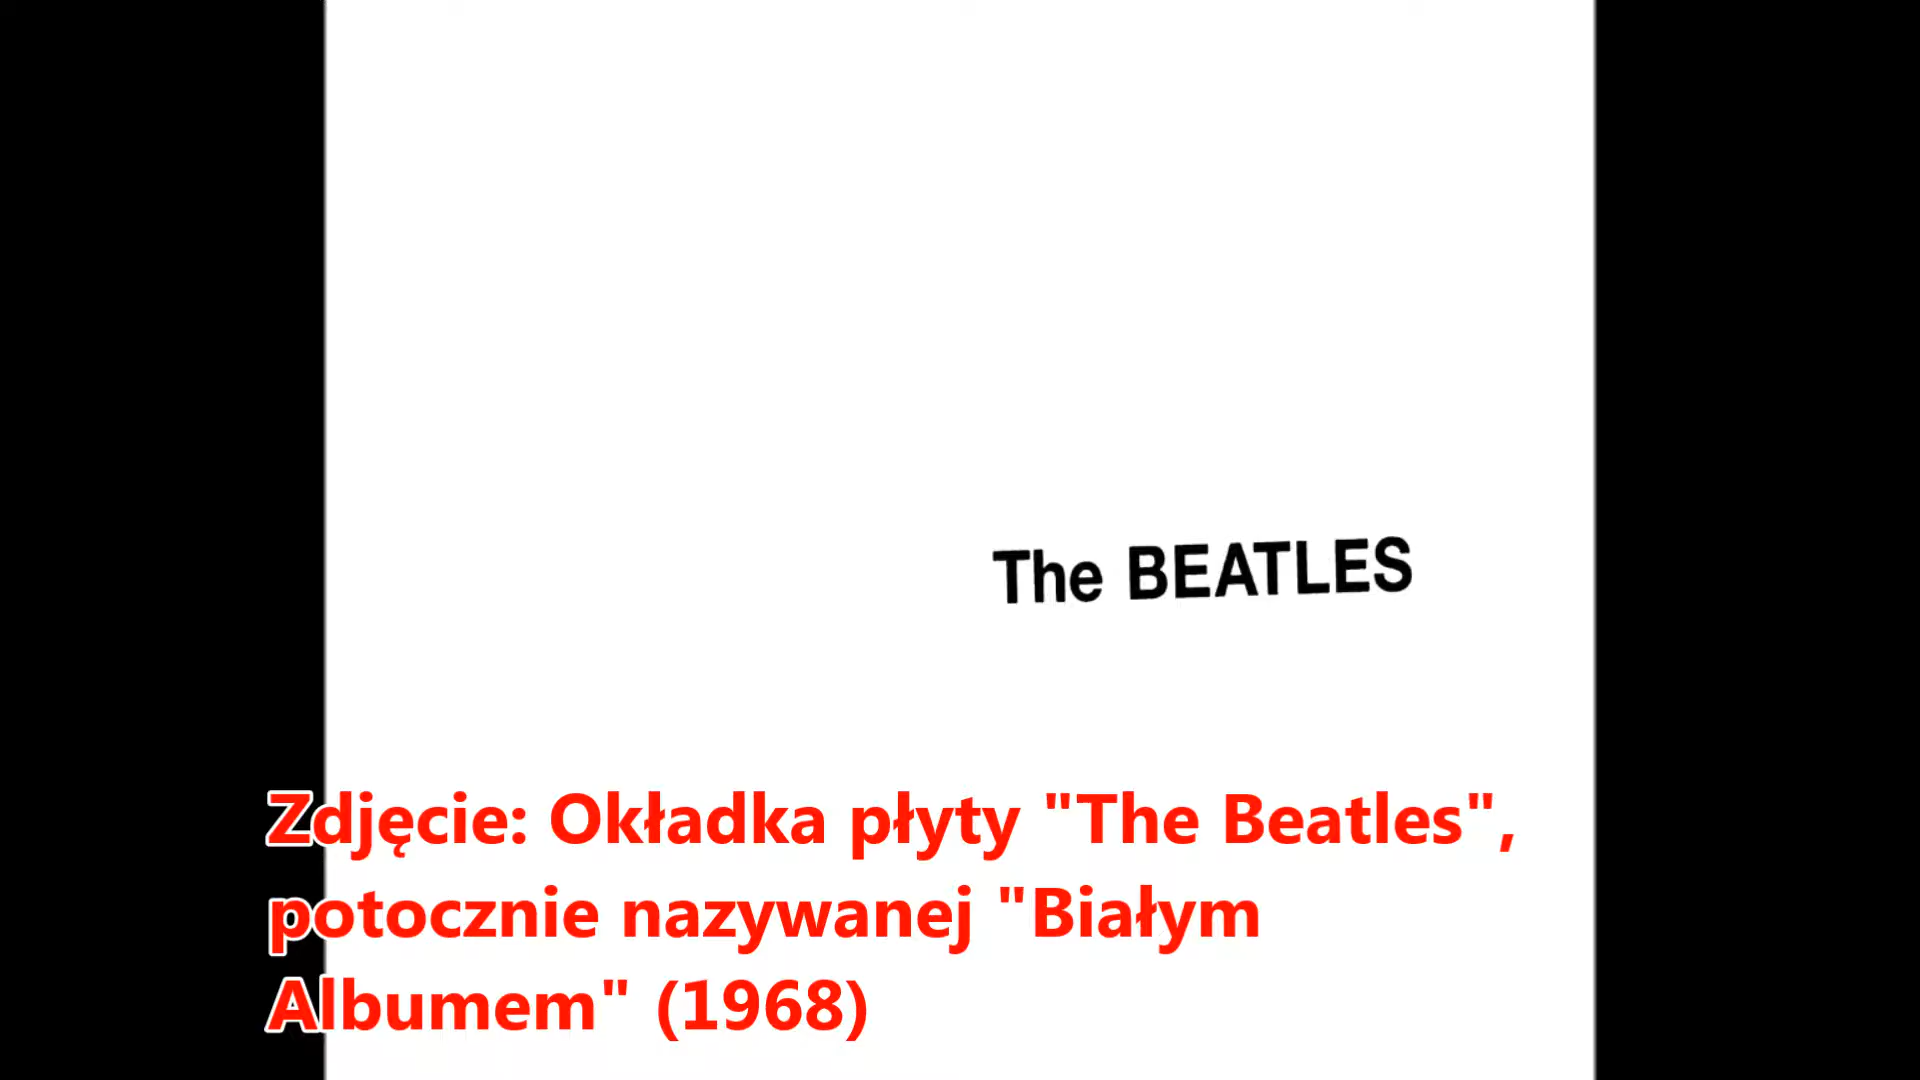 The BEATLES
Zdjęcie: Okładka płyty "The Beatles",
potocznie nazywanej "Białym
Albumem" (1968)